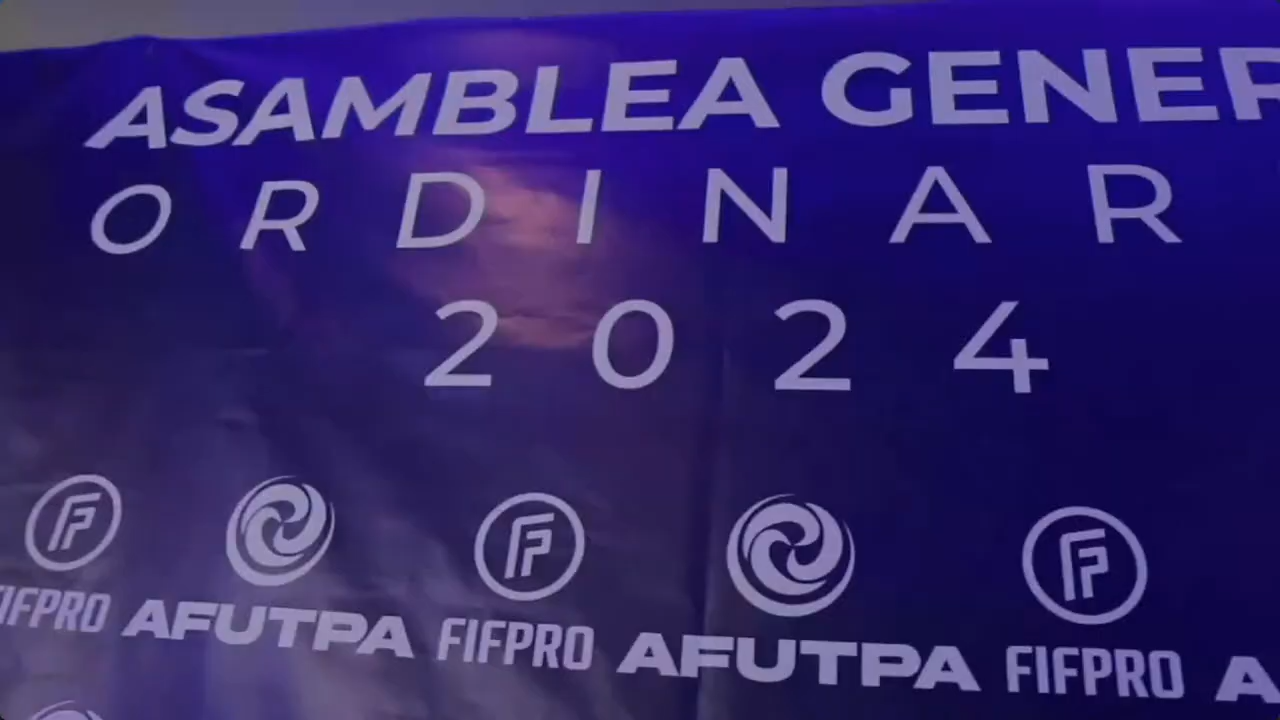 ASAMBLEA GENER
ORDINAR
2024
FIFPRO AFUTPA FIFPRO AFUTPA FIFPRO A